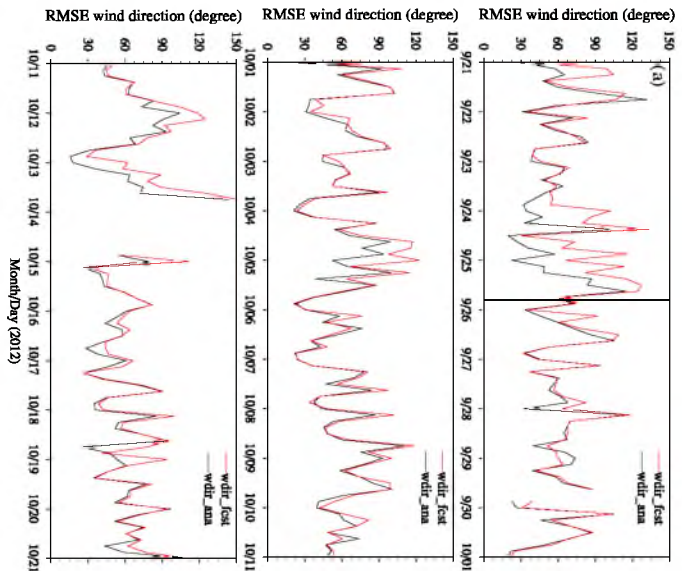 RMSE wind direction (degree)
30 60 90 120 150
(a)
wdir_fcst
wdir_ana
9/21 9/22 9/23 9/24 9/25 9/26 9/27 9/28 9/29 9/30 10/01
RMSE wind direction (degree)
30 60 90 120 150
wdir_fcst
wdir_ana
10/01 10/02 10/03 10/04 10/05 10/06 10/07 10/08 10/09 10/10 10/11
RMSE wind direction (degree)
30 60 90 120 150
wdir_fcst
wdir_ana
10/11 10/12 10/13 10/14 10/15 10/16 10/17 10/18 10/19 10/20 10/21
Month/Day (2012)